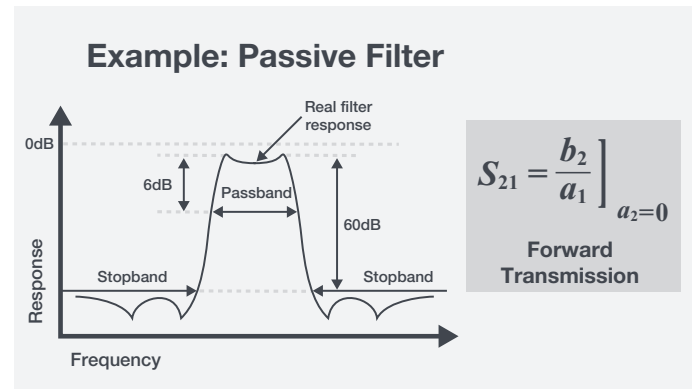 Example: Passive Filter
Real filter
response
0dB
6dB
Passband
60dB
Stopband
Stopband
Response
Frequency
S21 = b2/a1 ] a2=0
Forward
Transmission